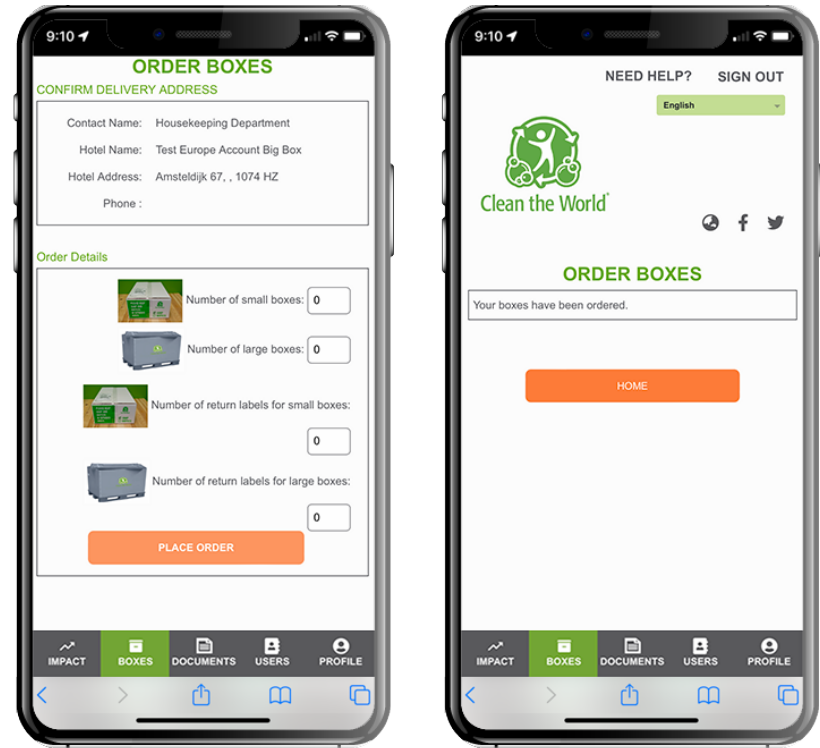 9:10
ORDER BOXES
CONFIRM DELIVERY ADDRESS
Contact Name: Housekeeping Department
Hotel Name: Test Europe Account Big Box
Hotel Address: Amsteldijk 67, , 1074 HZ
Phone :
Order Details
Number of small boxes: 0
Number of large boxes: 0
Number of return labels for small boxes:
0
Number of return labels for large boxes:
0
PLACE ORDER
IMPACT BOXES DOCUMENTS USERS PROFILE
9:10
NEED HELP? SIGN OUT
English
Clean the World®
ORDER BOXES
Your boxes have been ordered.
HOME
IMPACT BOXES DOCUMENTS USERS PROFILE